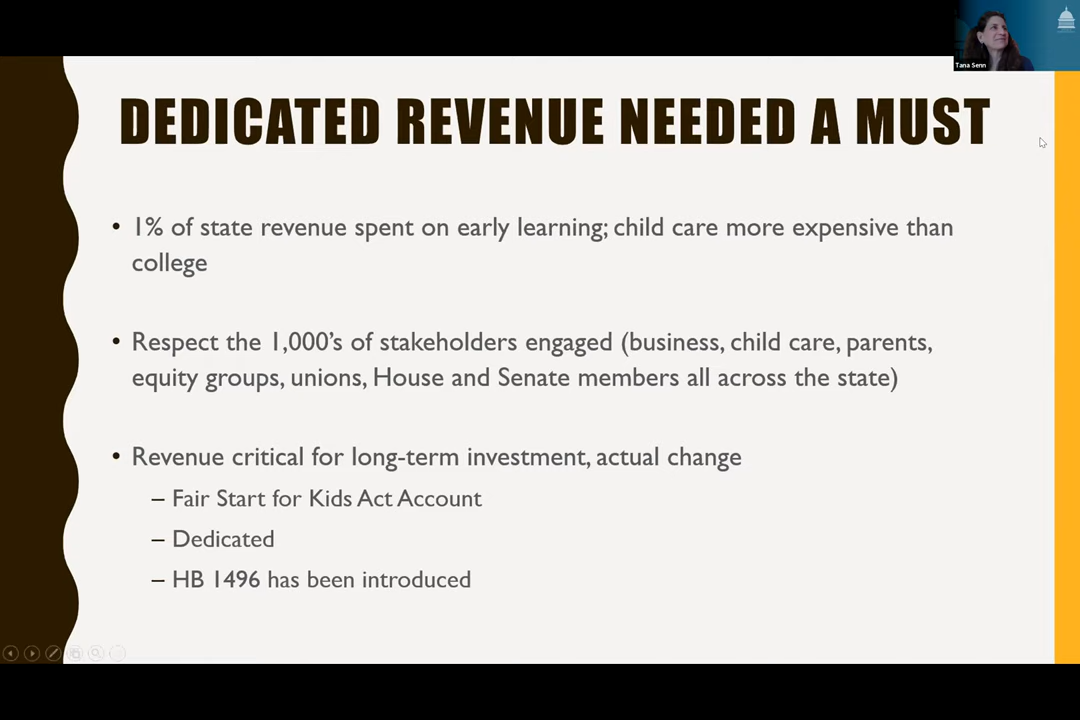 Tana Senn
DEDICATED REVENUE NEEDED A MUST
• 1% of state revenue spent on early learning; child care more expensive than
college
• Respect the 1,000’s of stakeholders engaged (business, child care, parents,
equity groups, unions, House and Senate members all across the state)
• Revenue critical for long-term investment, actual change
– Fair Start for Kids Act Account
– Dedicated
– HB 1496 has been introduced